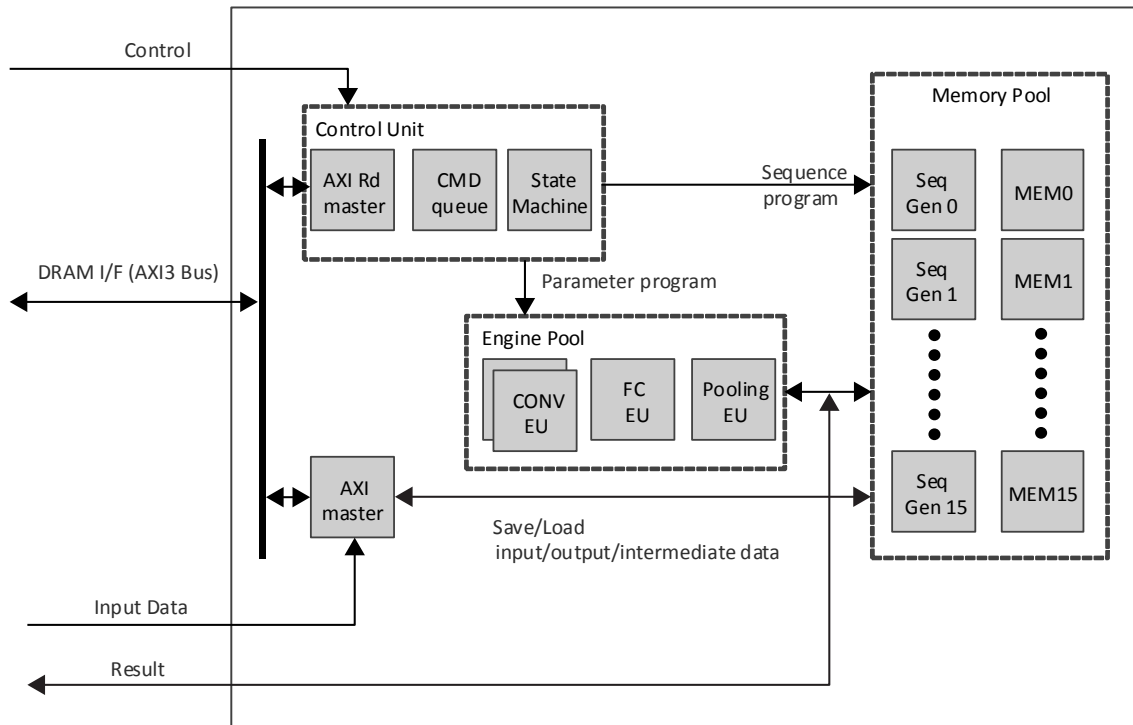 Control
Memory Pool
Control Unit
AXI Rd
master
CMD
queue
State
Machine
Sequence
program
Seq
Gen 0
MEM0
DRAM I/F (AXI3 Bus)
Parameter program
Seq
Gen 1
MEM1
Engine Pool
CONV
EU
FC
EU
Pooling
EU
AXI
master
Seq
Gen 15
MEM15
Save/Load
input/output/intermediate data
Input Data
Result